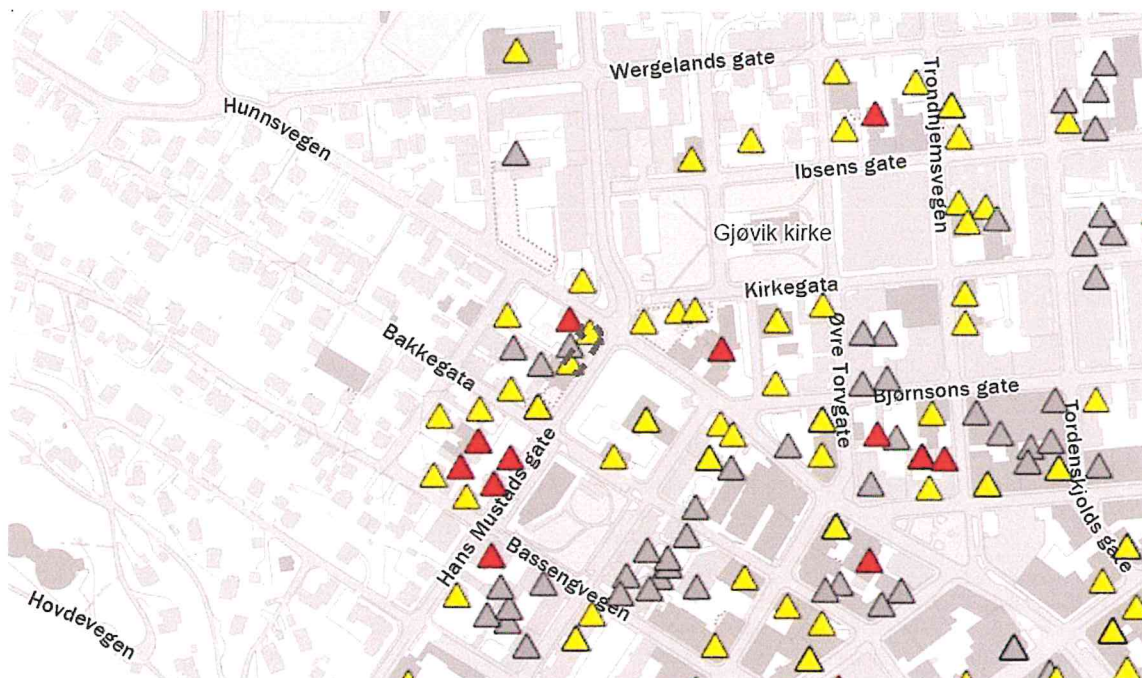 Wergelands gate
Hunnsvegen
Trondhjemsvegen
Ibsens gate
Gjøvik kirke
Kirkegata
Øvre Torvgate
Bakkegata
Bjørnsons gate
Tordenskjolds gate
Hans Mustads gate
Bassengvegen
Hovdevegen